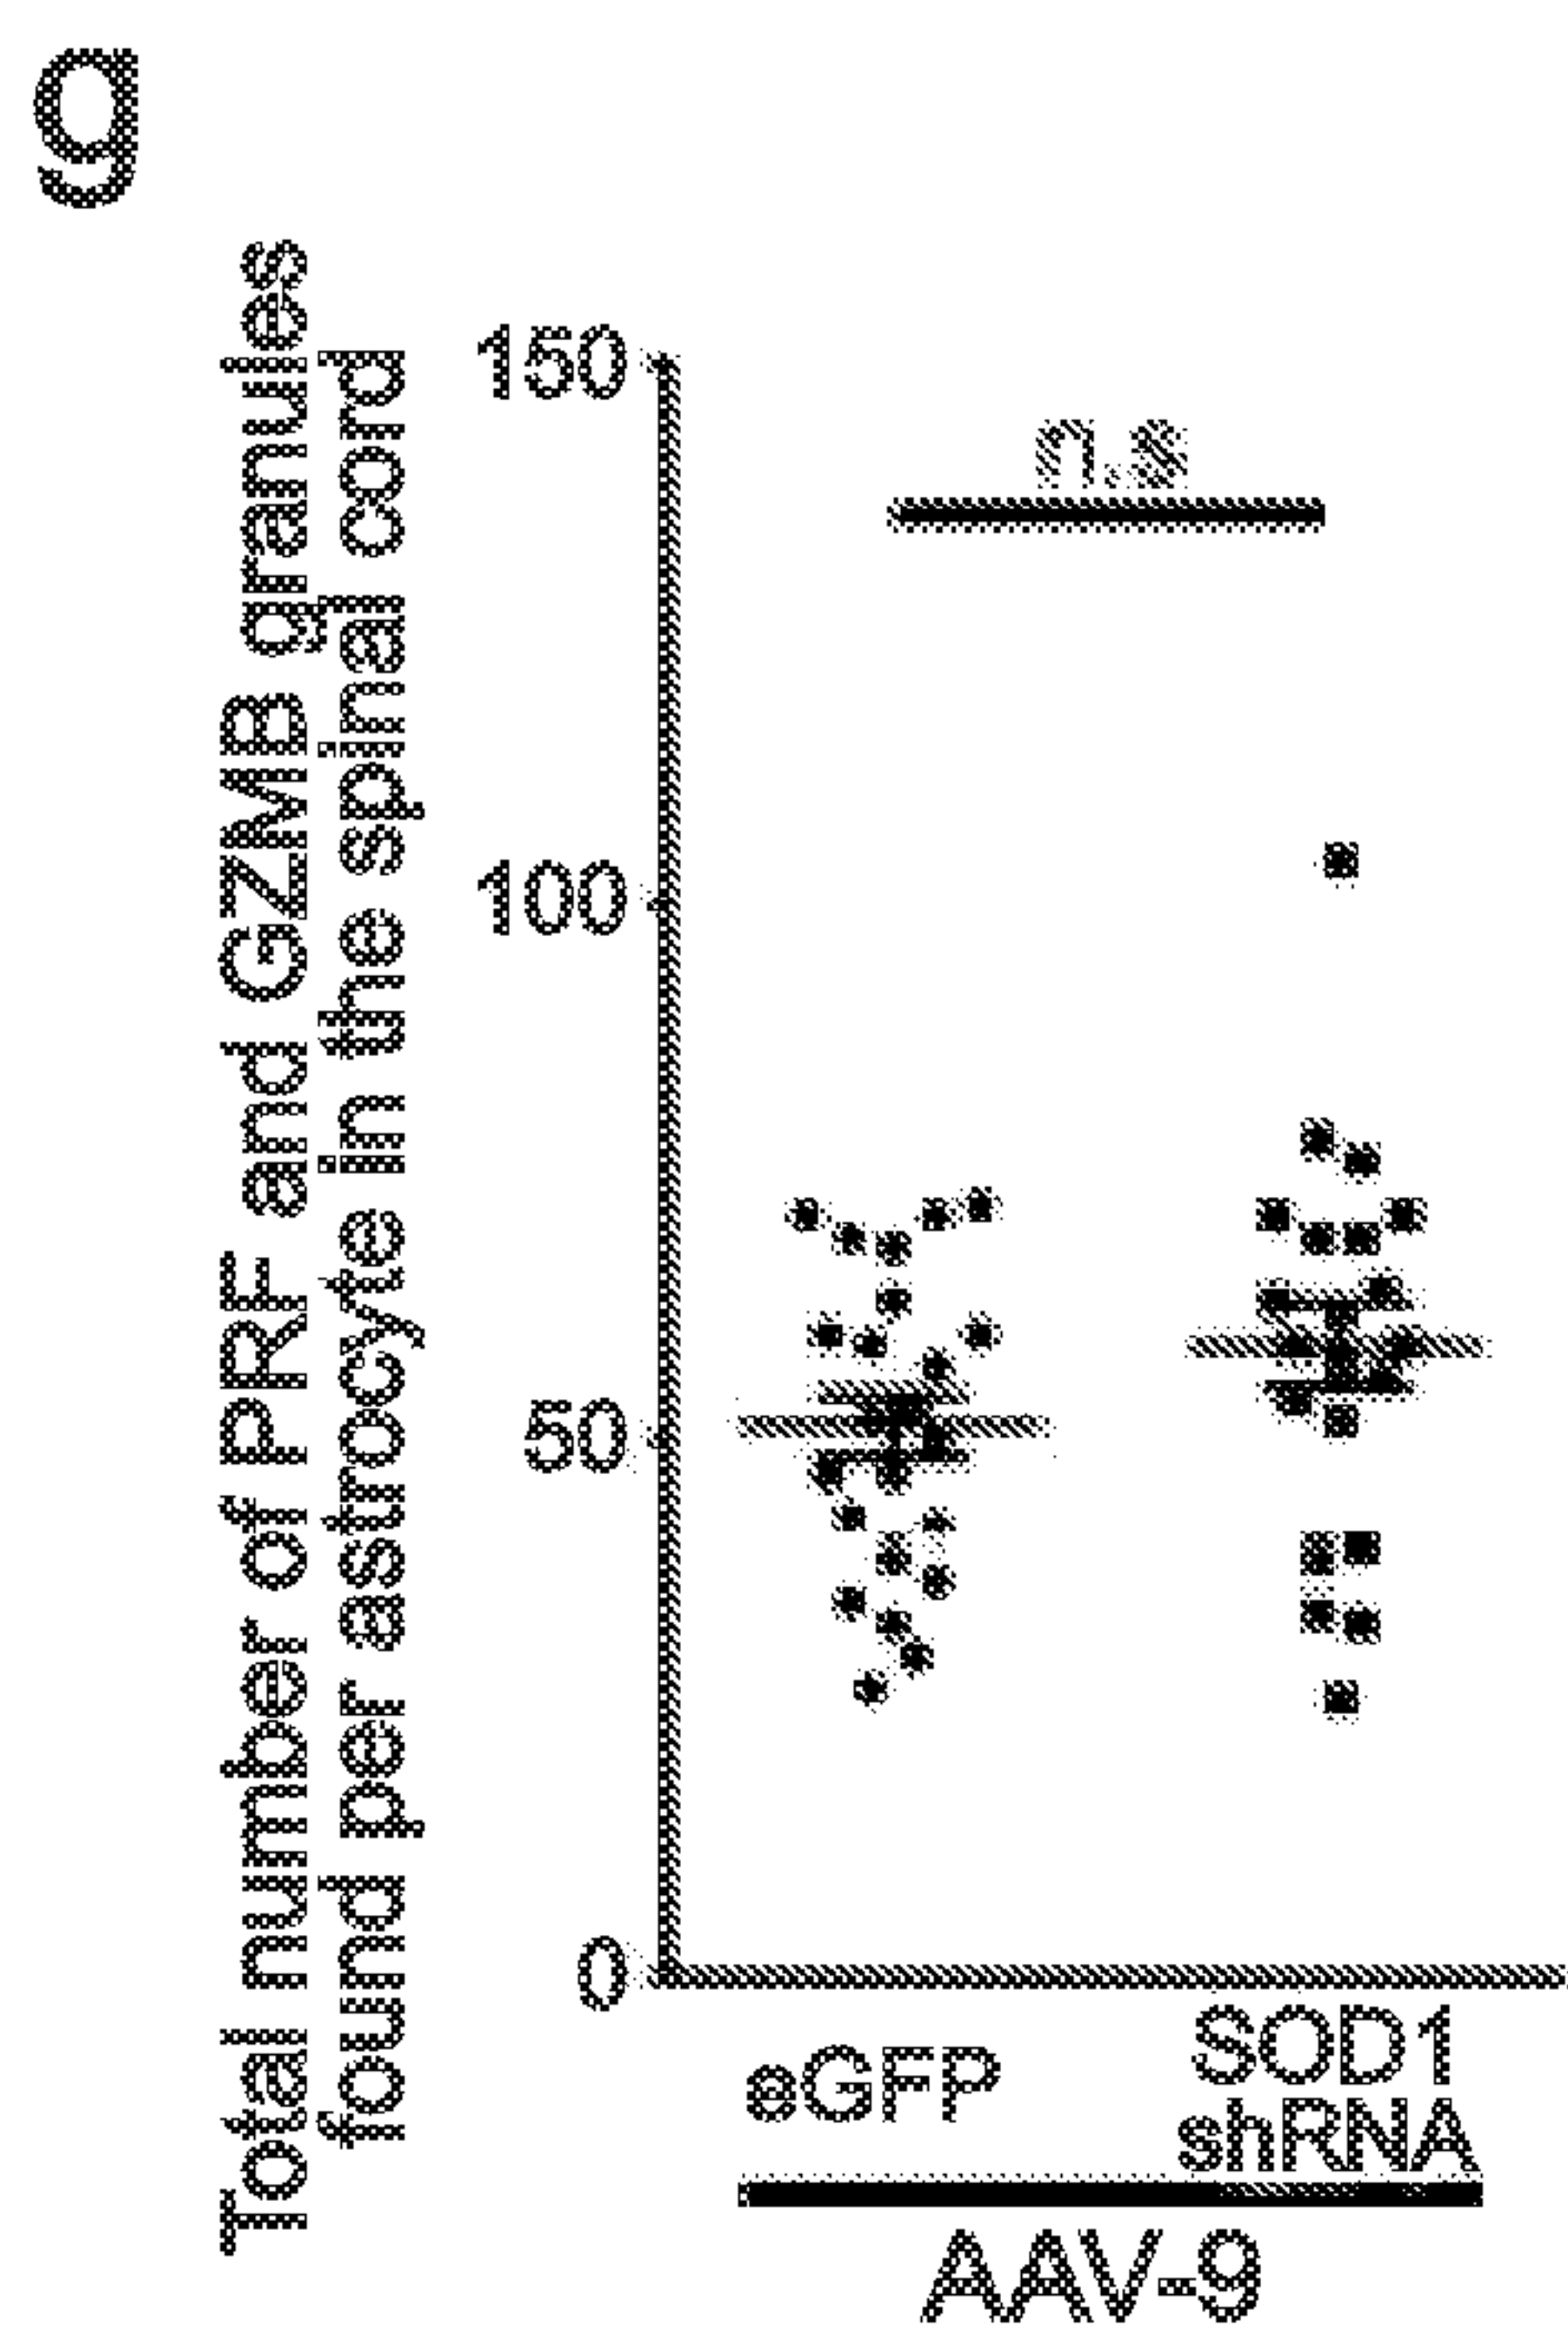 g
Total number of PRF and GZMB granules
found per astrocyte in the spinal cord
150
100
50
0
n.s
eGFP
SOD1
shRNA
AAV-9